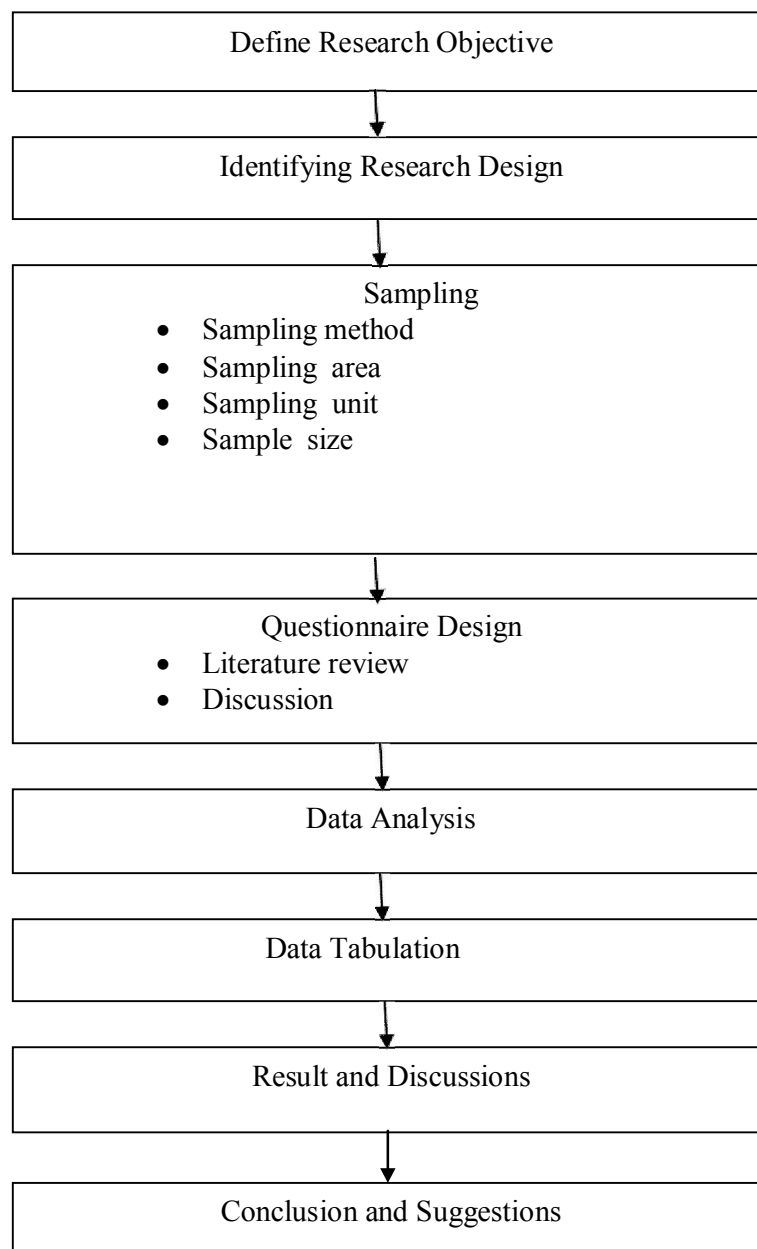 Define Research Objective
Identifying Research Design
Sampling
• Sampling method
• Sampling area
• Sampling unit
• Sample size
Questionnaire Design
• Literature review
• Discussion
Data Analysis
Data Tabulation
Result and Discussions
Conclusion and Suggestions